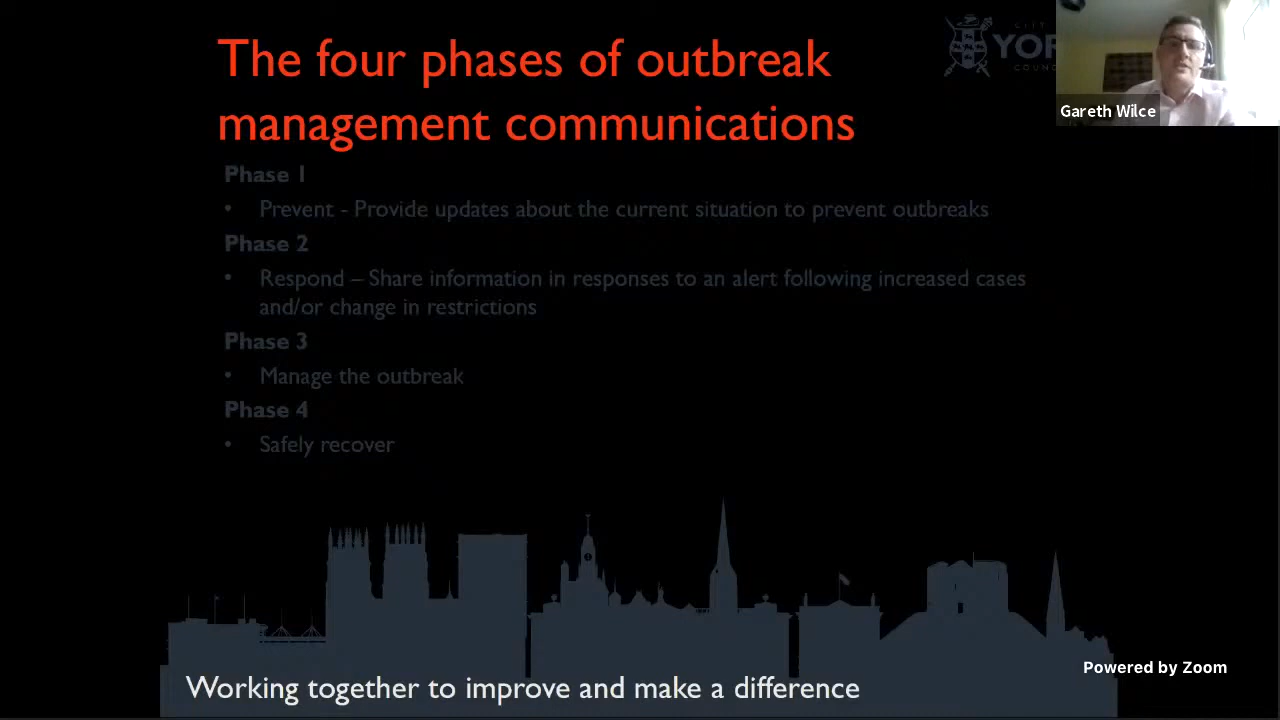 The four phases of outbreak
management communications
CITY
YOR
COUNC
Gareth Wilce
Phase 1
• Prevent - Provide updates about the current situation to prevent outbreaks
Phase 2
• Respond – Share information in responses to an alert following increased cases
and/or change in restrictions
Phase 3
• Manage the outbreak
Phase 4
• Safely recover
Powered by Zoom
Working together to improve and make a difference